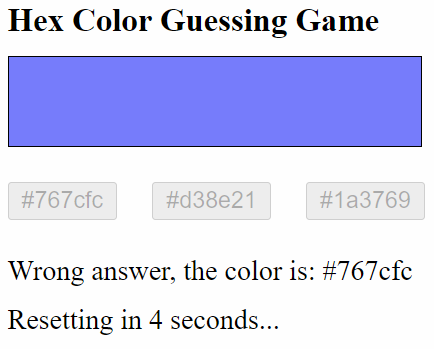 Hex Color Guessing Game
#767cfc #d38e21 #1a3769
Wrong answer, the color is: #767cfc
Resetting in 4 seconds...